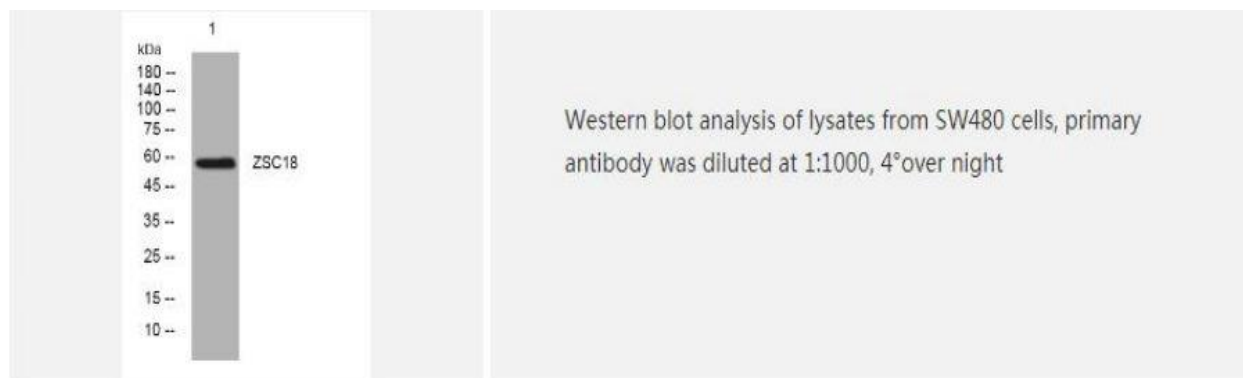 1
kDa
180 --
140 --
100 --
75 --
60 --
ZSC18
45 --
35 --
25 --
15 --
10 --
Western blot analysis of lysates from SW480 cells, primary
antibody was diluted at 1:1000, 4°over night